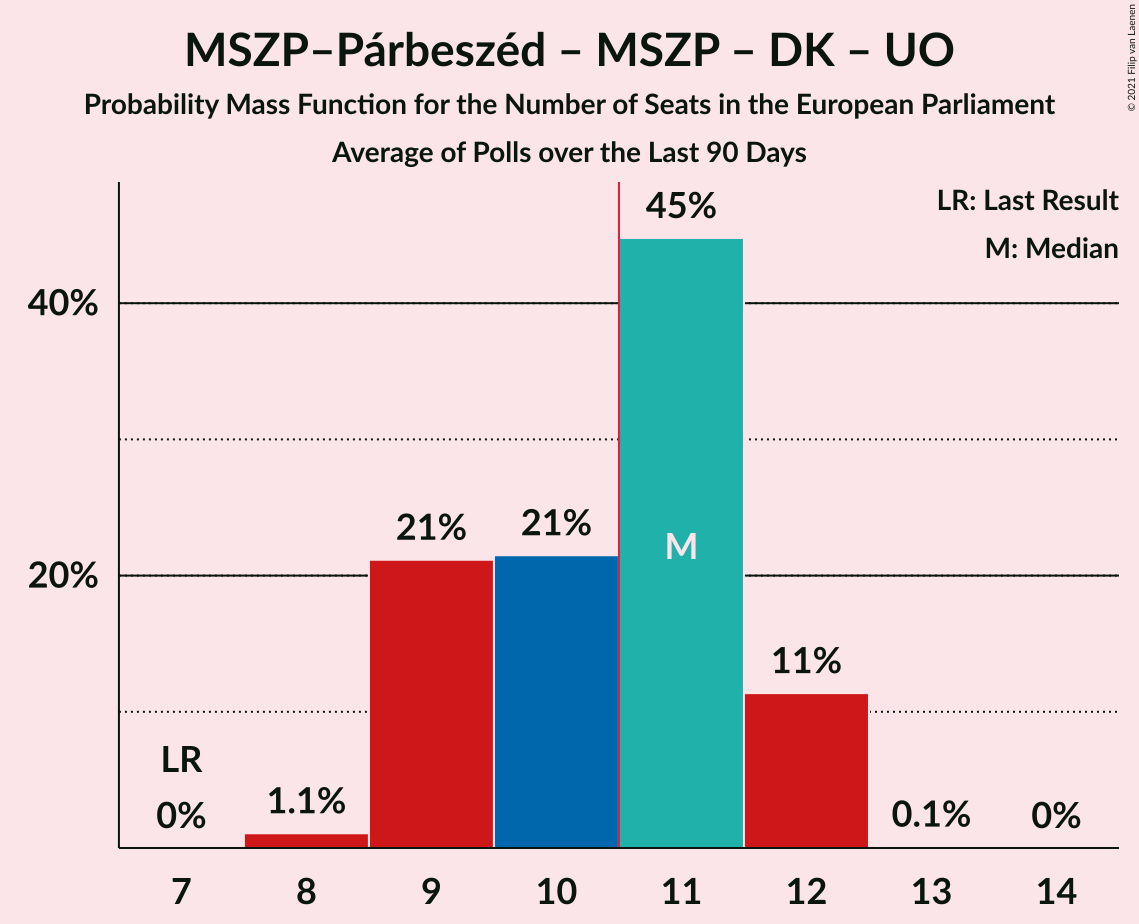 MSZP–Párbeszéd – MSZP – DK – UO
Probability Mass Function for the Number of Seats in the European Parliament
Average of Polls over the Last 90 Days
© 2021 Filip van Laenen
LR: Last Result
M: Median
45%
40%
21%
21%
M
20%
11%
LR
0%
1.1%
0.1%
0%
7 8 9 10 11 12 13 14